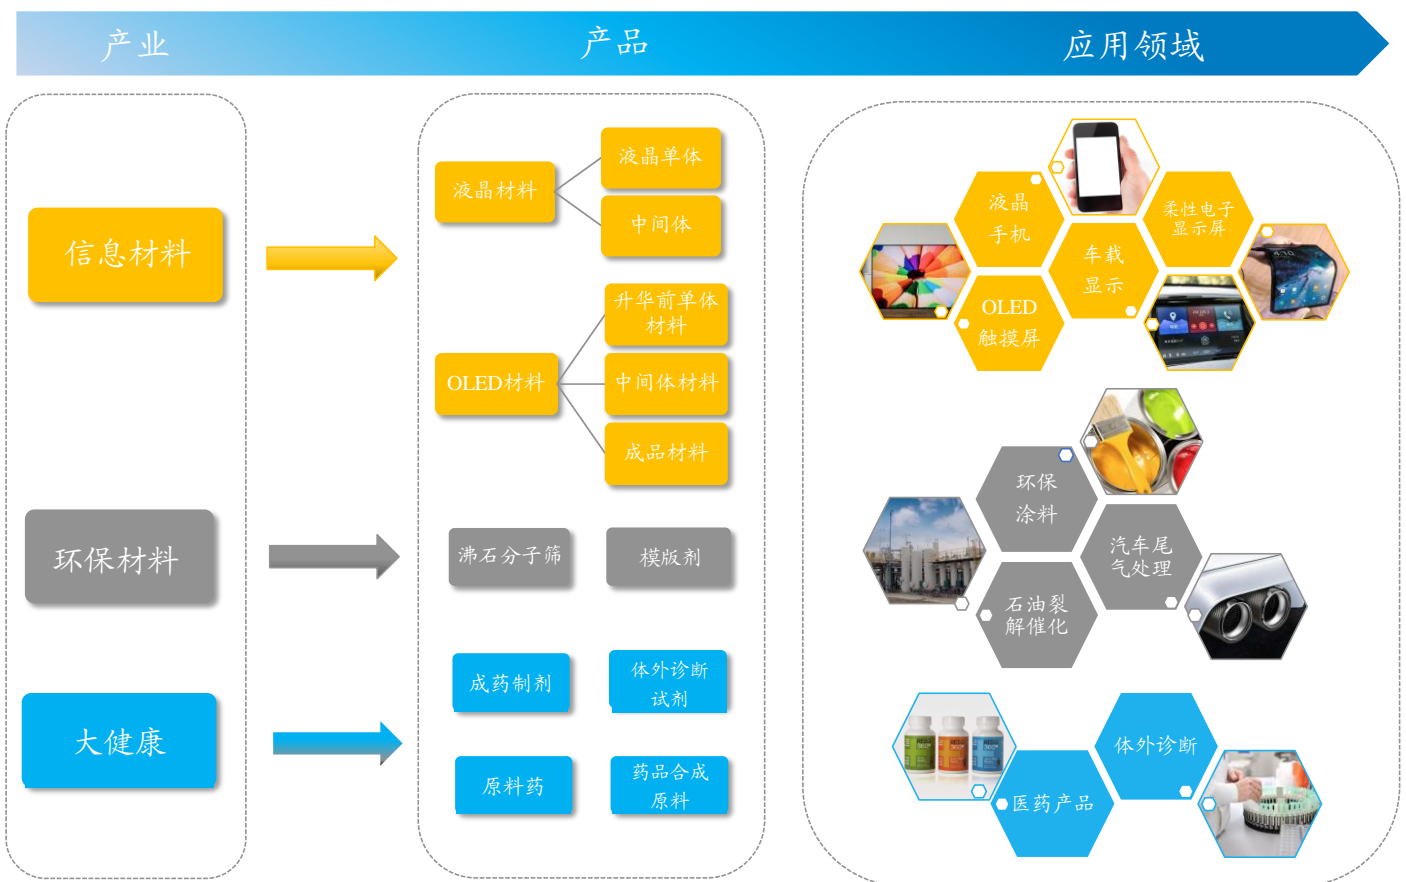 产业
产品
应用领域
信息材料
液晶材料
液晶单体
中间体
OLED材料
升华前单体
材料
中间体材料
成品材料
液晶
手机
柔性电子
显示屏
车载
显示
OLED
触摸屏
环保材料
沸石分子筛
模版剂
环保
涂料
汽车尾
气处理
石油裂
解催化
大健康
成药制剂
体外诊断
试剂
原料药
药品合成
原料
体外诊断
医药产品